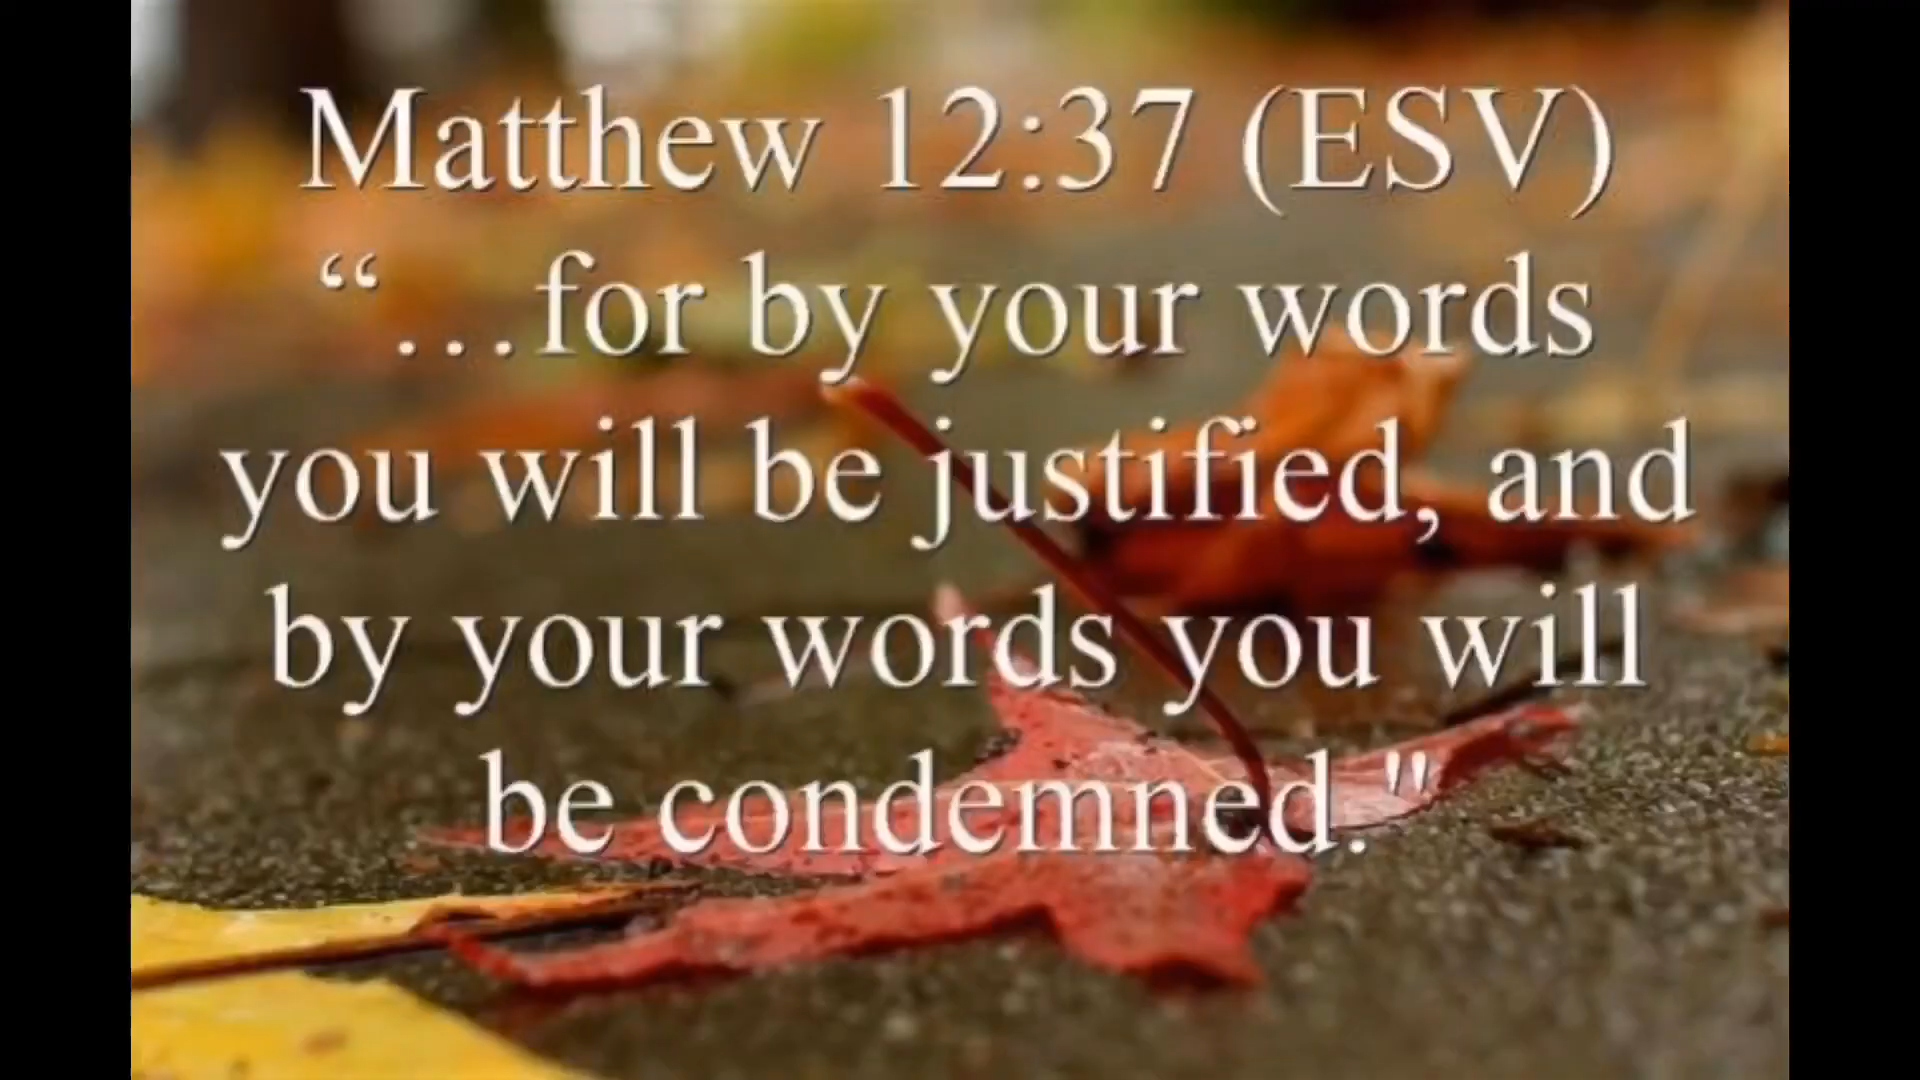 Matthew 12:37 (ESV)
“…for by your words
you will be justified, and
by your words you will
be condemned."